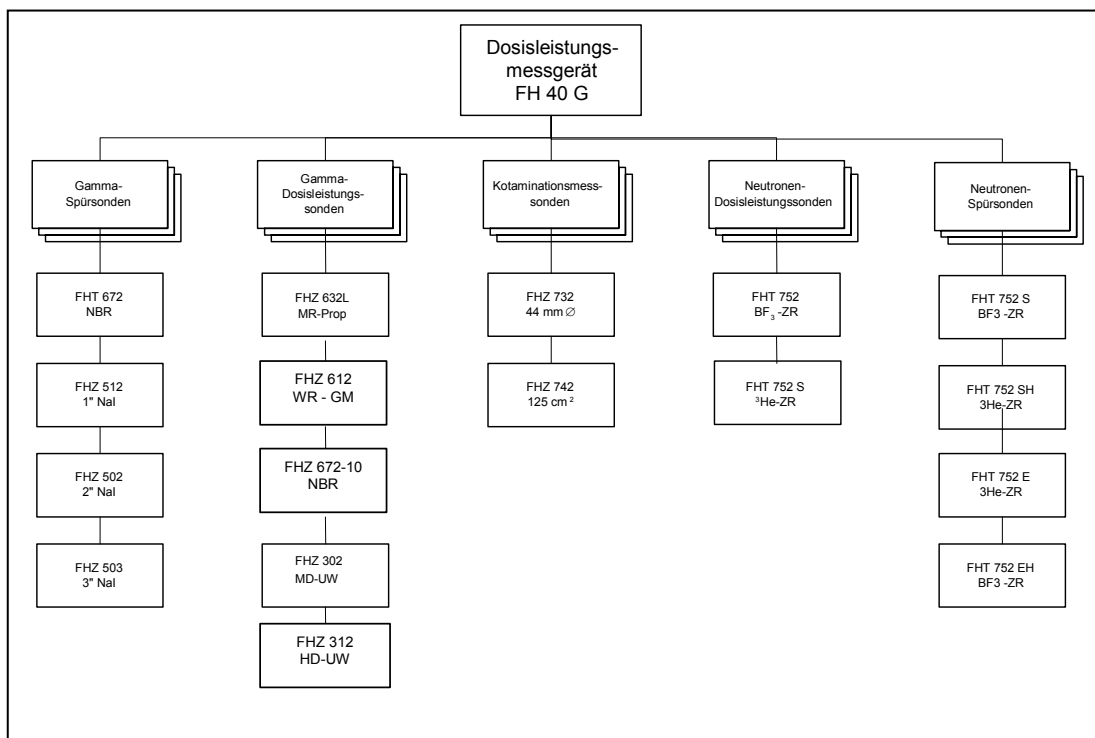 Dosisleistungs-
messgerät
FH 40 G
Gamma-
Spürsonden
Gamma-
Dosisleistungs-
sonden
Kotaminationsmess-
sonden
Neutronen-
Dosisleistungssonden
Neutronen-
Spürsonden
FHT 672
NBR
FHZ 512
1" NaI
FHZ 502
2" NaI
FHZ 503
3" NaI
FHZ 632L
MR-Prop
FHZ 612
WR - GM
FHZ 672-10
NBR
FHZ 302
MD-UW
FHZ 312
HD-UW
FHZ 732
44 mm ∅
FHZ 742
125 cm ²
FHT 752
BF₃ -ZR
FHT 752 S
³He-ZR
FHT 752 S
BF3 -ZR
FHT 752 SH
3He-ZR
FHT 752 E
3He-ZR
FHT 752 EH
BF3 -ZR